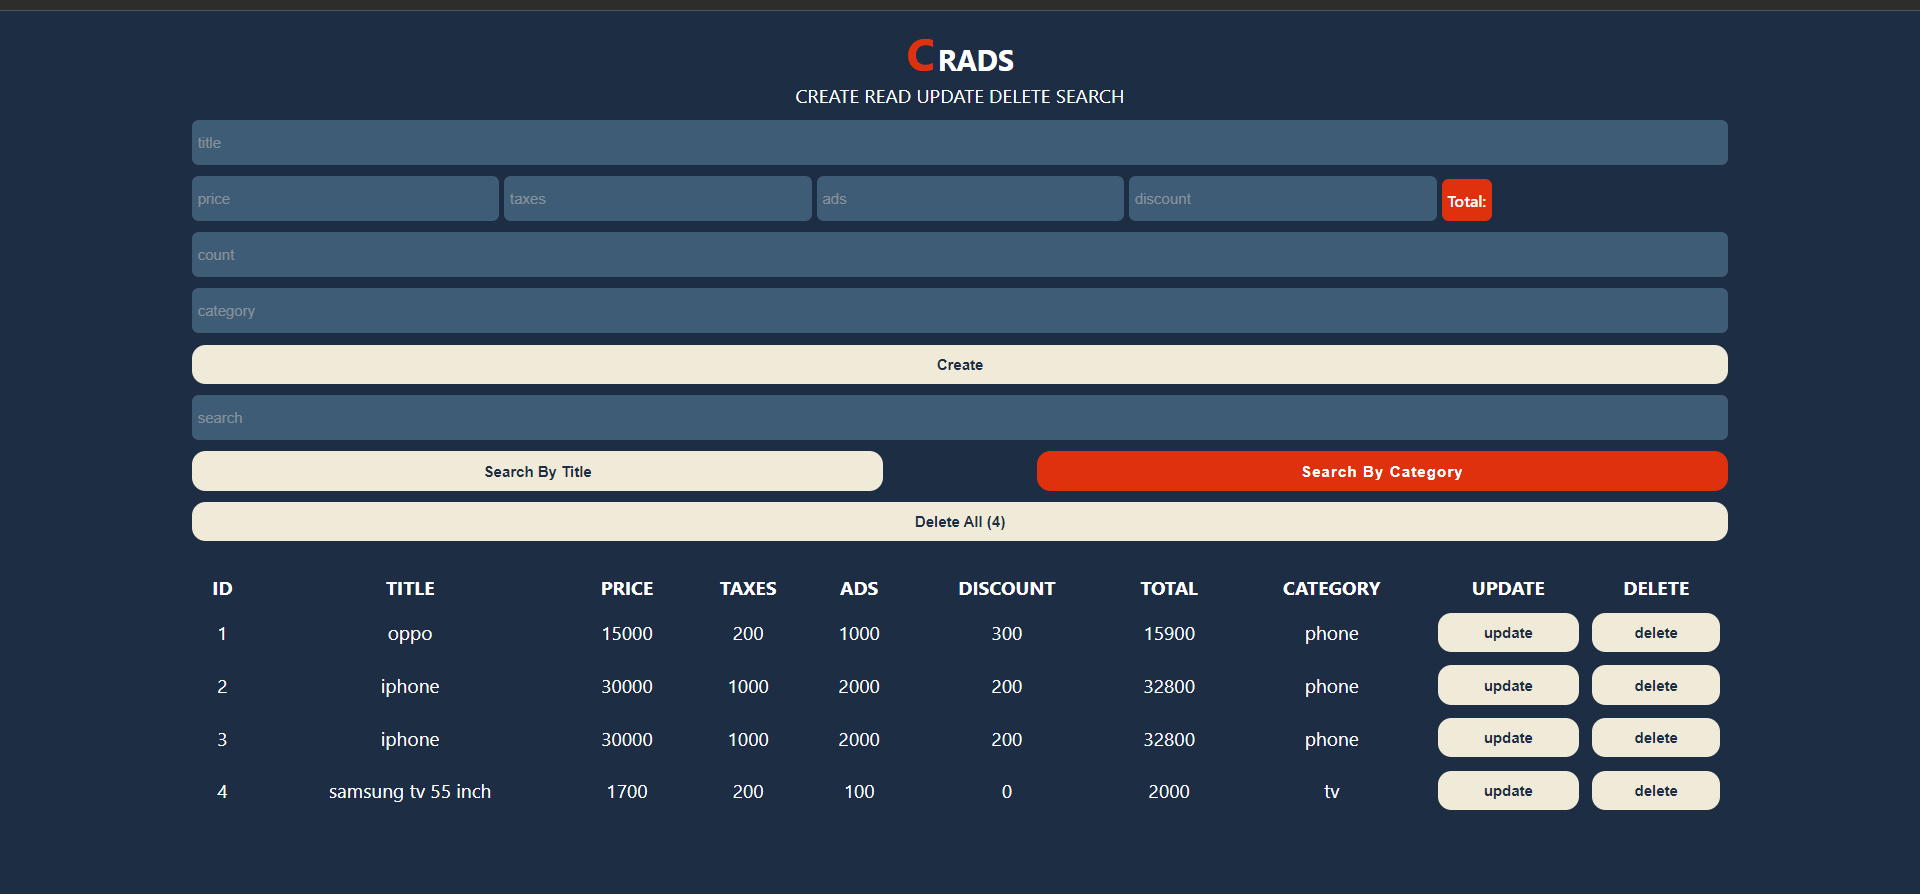 CRADS
CREATE READ UPDATE DELETE SEARCH
title
price taxes ads discount Total:
count
category
Create
search
Search By Title Search By Category
Delete All (4)
ID TITLE PRICE TAXES ADS DISCOUNT TOTAL CATEGORY UPDATE DELETE
1 oppo 15000 200 1000 300 15900 phone update delete
2 iphone 30000 1000 2000 200 32800 phone update delete
3 iphone 30000 1000 2000 200 32800 phone update delete
4 samsung tv 55 inch 1700 200 100 0 2000 tv update delete